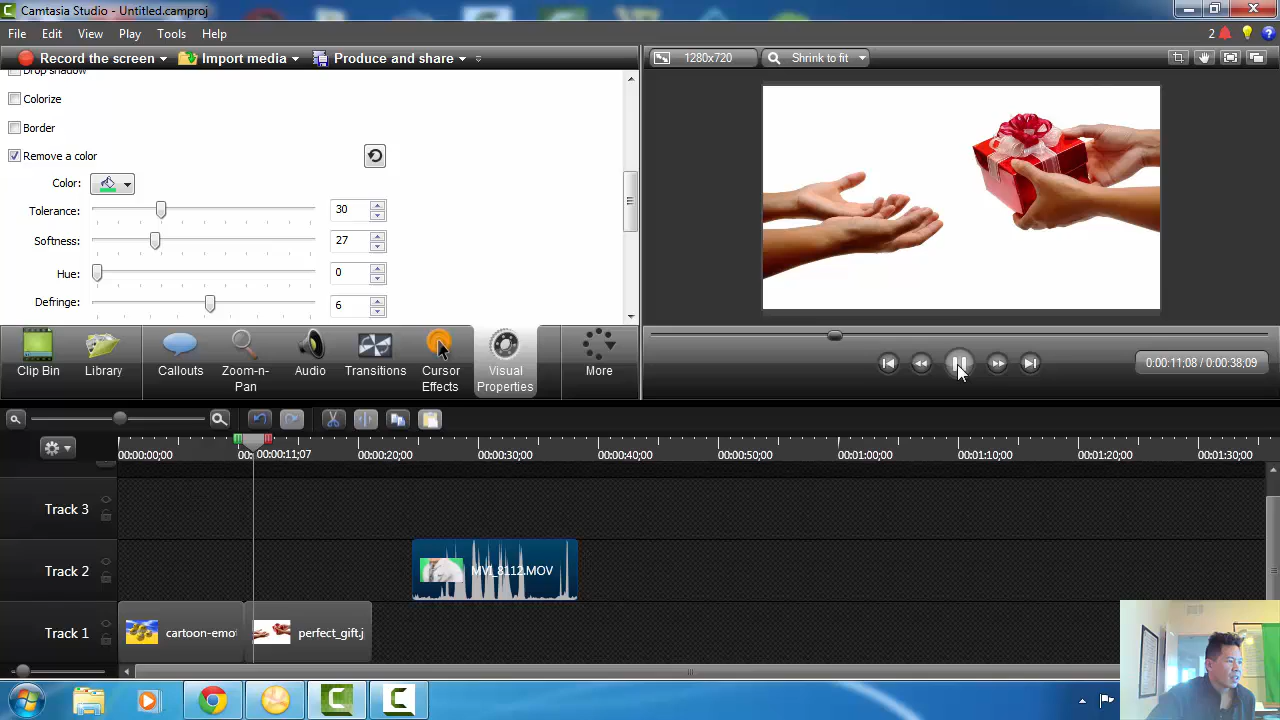 Camtasia Studio - Untitled.camproj
File Edit View Play Tools Help
2
Record the screen Import media Produce and share
1280x720 Shrink to fit
Drop shadow
Colorize
Border
Remove a color
Color:
Tolerance: 30
Softness: 27
Hue: 0
Defringe: 6
Clip Bin
Library
Callouts
Zoom-n-Pan
Audio
Transitions
Cursor Effects
Visual Properties
More
0:00:11;08 / 0:00:38;09
00:00:00;00 00: 00:00:11;07 00:00:20;00 00:00:30;00 00:00:40;00 00:00:50;00 00:01:00;00 00:01:10;00 00:01:20;00 00:01:30;00
Track 3
Track 2
MVI_8112.MOV
Track 1
cartoon-emo
perfect_gift.j